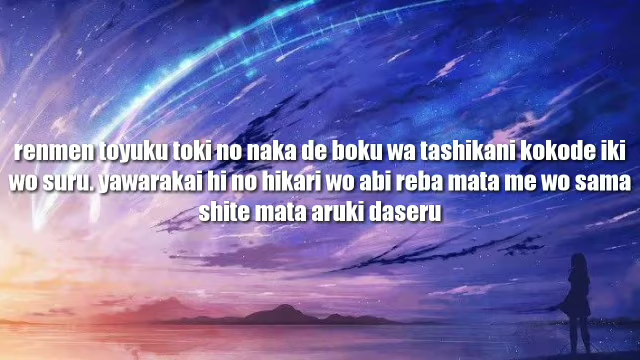 renmen toyuku toki no naka de boku wa tashikani kokode iki
wo suru. yawarakai hi no hikari wo abi reba mata me wo sama
shite mata aruki daseru